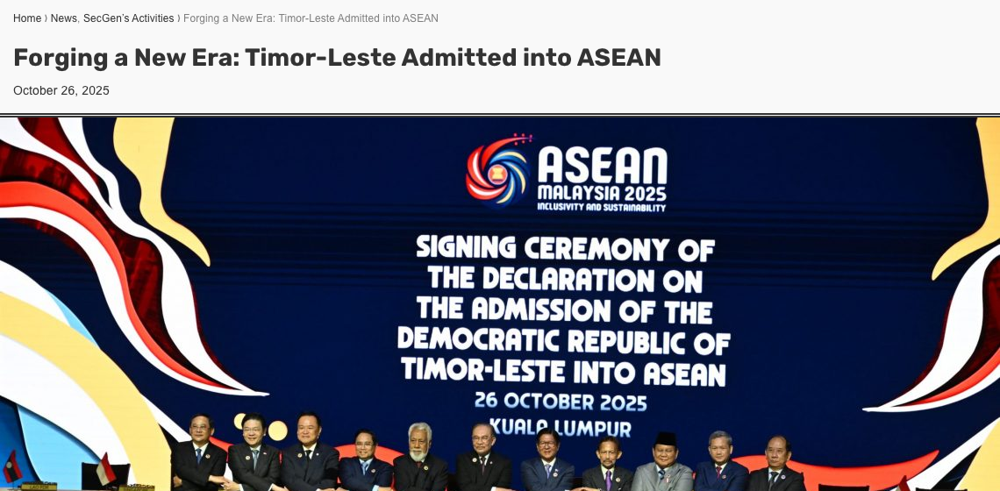 Home ⟩ News, SecGen’s Activities ⟩ Forging a New Era: Timor-Leste Admitted into ASEAN
Forging a New Era: Timor-Leste Admitted into ASEAN
October 26, 2025
ASEAN
MALAYSIA 2025
INCLUSIVITY AND SUSTAINABILITY
SIGNING CEREMONY OF
THE DECLARATION ON
THE ADMISSION OF THE
DEMOCRATIC REPUBLIC OF
TIMOR-LESTE INTO ASEAN
26 OCTOBER 2025
KUALA LUMPUR